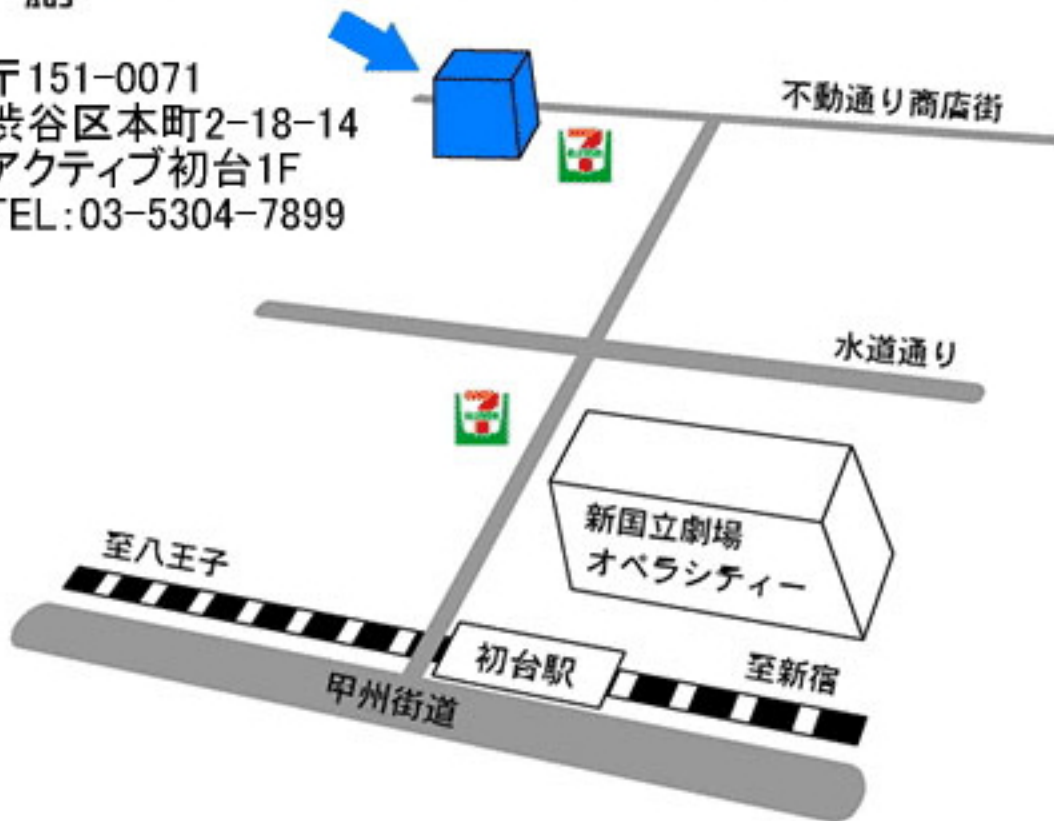 〒151-0071
渋谷区本町2-18-14
アクティブ初台1F
TEL:03-5304-7899
不動通り商店街
水道通り
新国立劇場
オペラシティー
至八王子
初台駅
至新宿
甲州街道